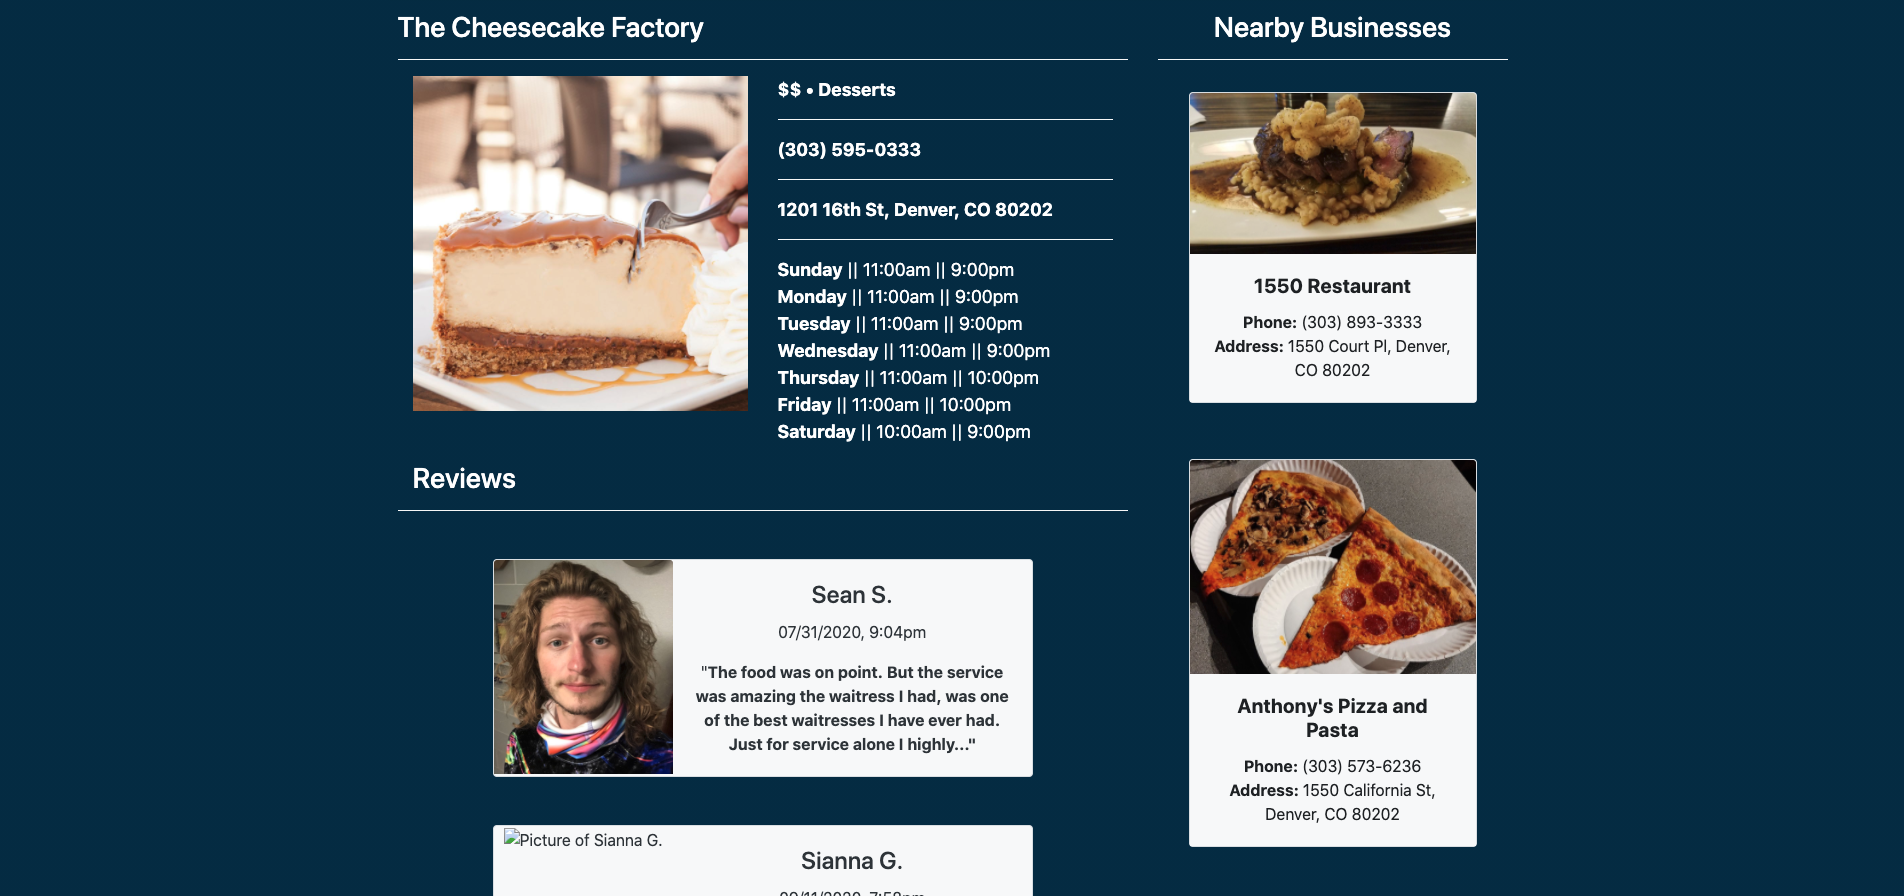 The Cheesecake Factory
$$ • Desserts
(303) 595-0333
1201 16th St, Denver, CO 80202
Sunday || 11:00am || 9:00pm
Monday || 11:00am || 9:00pm
Tuesday || 11:00am || 9:00pm
Wednesday || 11:00am || 9:00pm
Thursday || 11:00am || 10:00pm
Friday || 11:00am || 10:00pm
Saturday || 10:00am || 9:00pm
Reviews
Sean S.
07/31/2020, 9:04pm
"The food was on point. But the service
was amazing the waitress I had, was one
of the best waitresses I have ever had.
Just for service alone I highly..."
Picture of Sianna G.
Sianna G.
Nearby Businesses
1550 Restaurant
Phone: (303) 893-3333
Address: 1550 Court Pl, Denver,
CO 80202
Anthony's Pizza and
Pasta
Phone: (303) 573-6236
Address: 1550 California St,
Denver, CO 80202